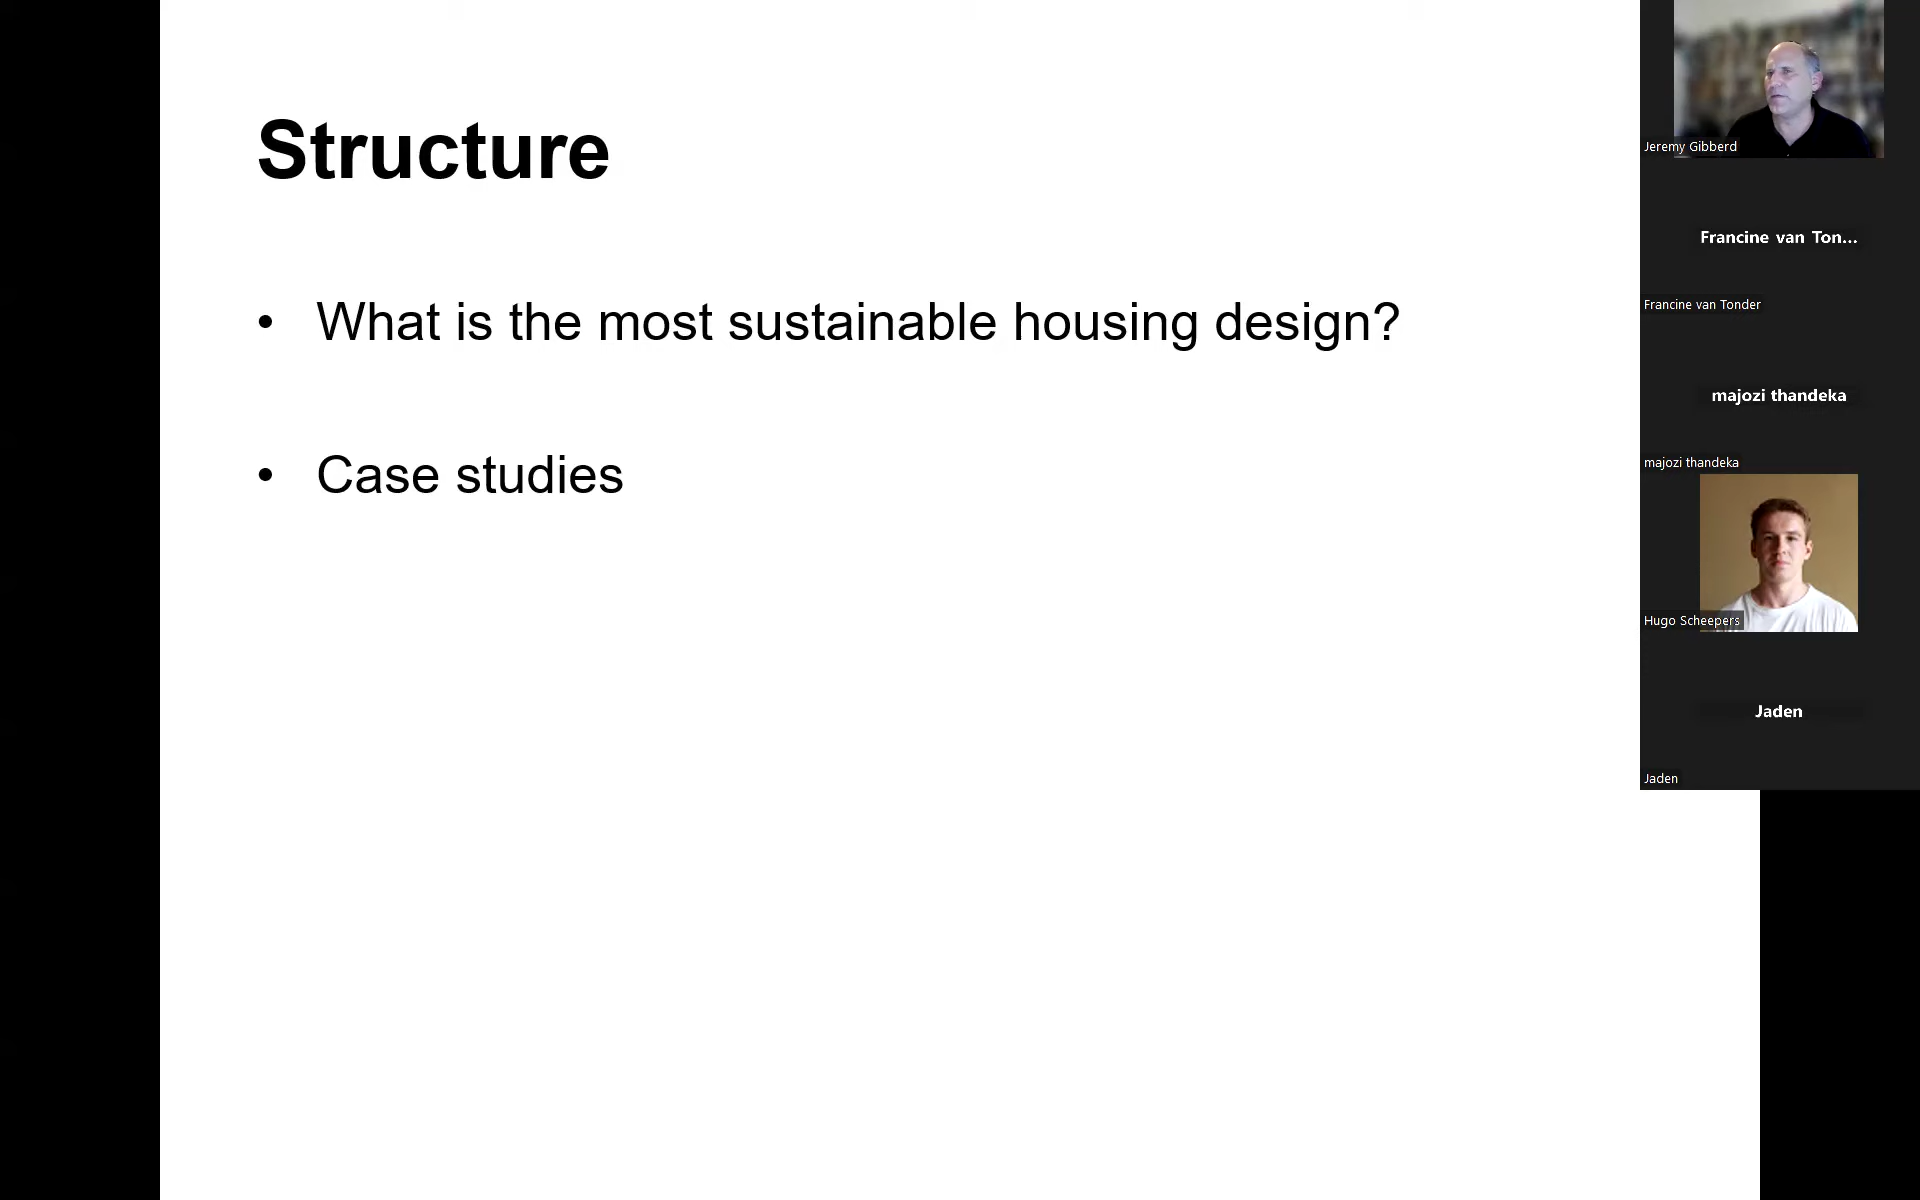 Structure
• What is the most sustainable housing design?
• Case studies
Jeremy Gibberd
Francine van Ton...
Francine van Tonder
majozi thandeka
majozi thandeka
Hugo Scheepers
Jaden
Jaden